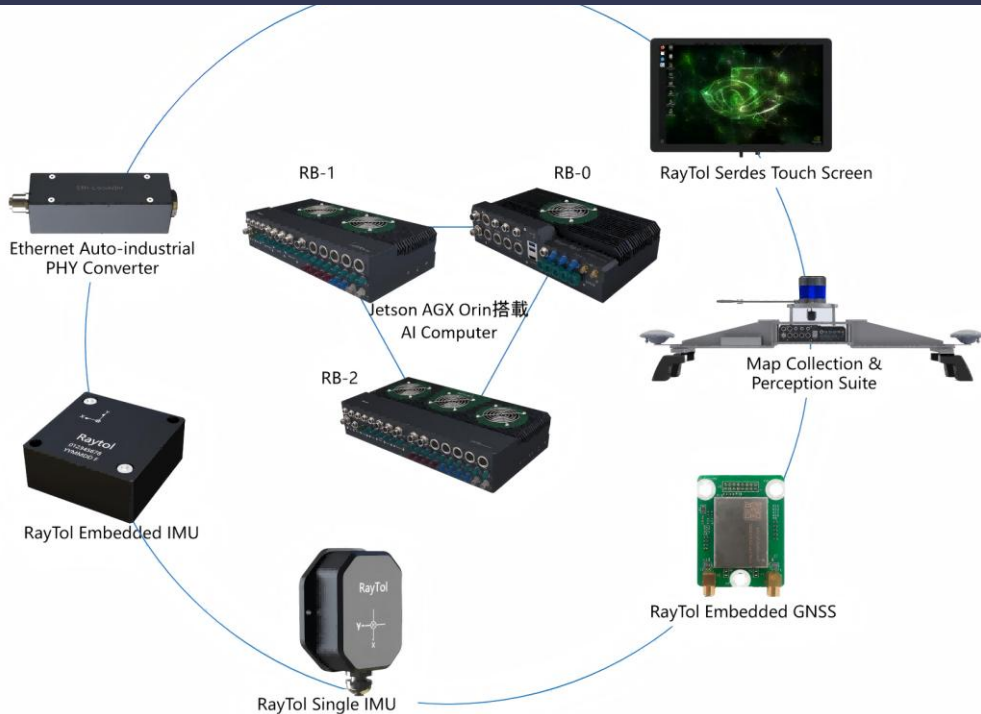 RB-1
RB-0
RayTol Serdes Touch Screen
Ethernet Auto-industrial
PHY Converter
Jetson AGX Orin搭載
AI Computer
Map Collection &
Perception Suite
RB-2
Raytol
012345678
YYMMDD F
RayTol Embedded IMU
RayTol
Y
X
RayTol Embedded GNSS
RayTol Single IMU